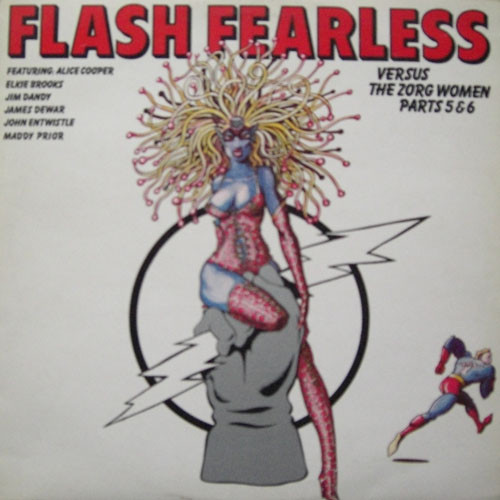 FLASH FEARLESS
FEATURING: ALICE COOPER
ELKIE BROOKS
JIM DANDY
JAMES DEWAR
JOHN ENTWISTLE
MADDY PRIOR
VERSUS
THE ZORG WOMEN
PARTS 5 & 6